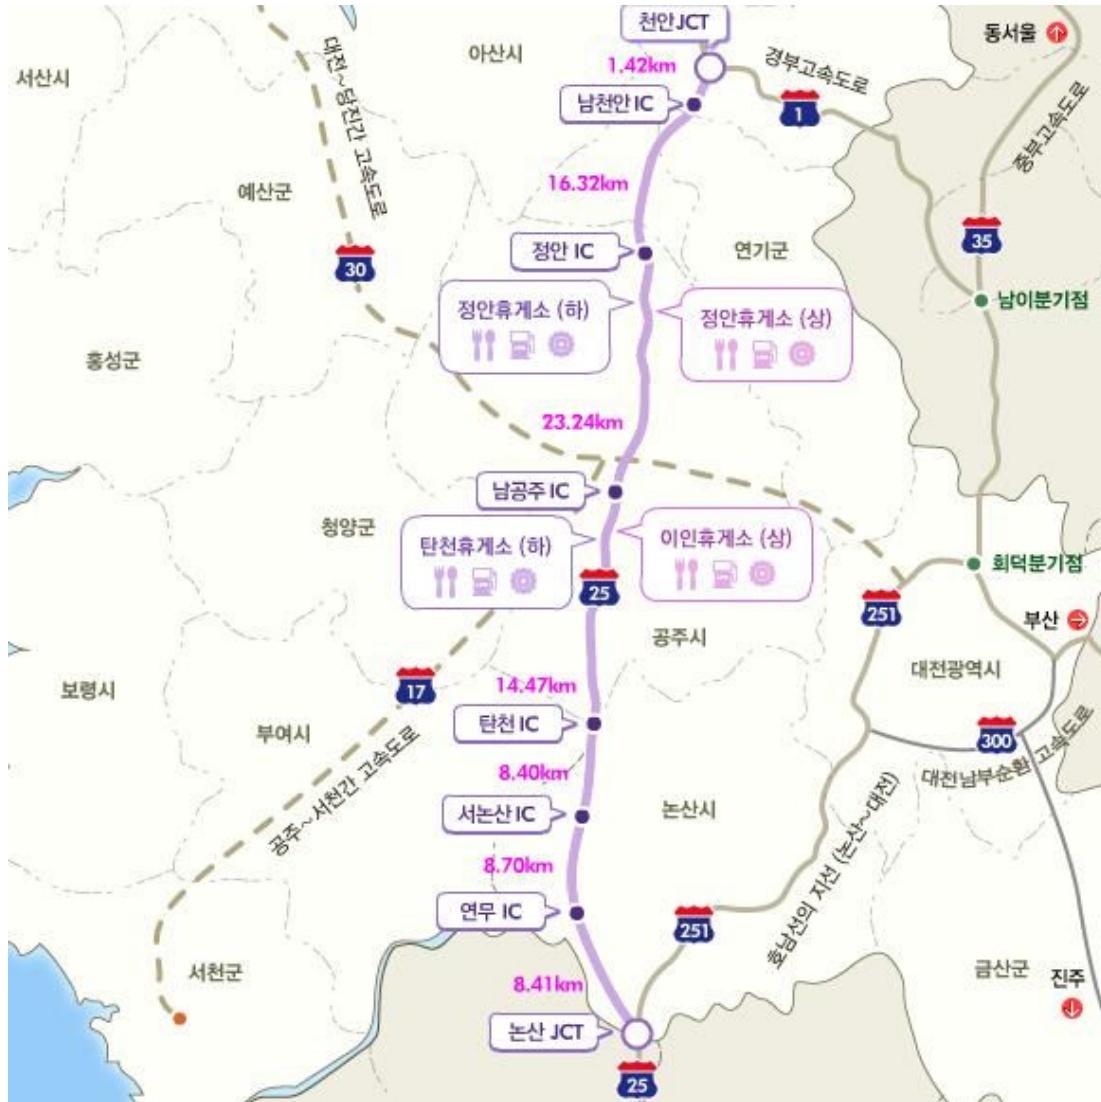 천안JCT
동서울
아산시
대전~당진간 고속도로
서산시
1.42km
경부고속도로
남천안 IC
1
중부고속도로
16.32km
예산군
35
정안 IC
연기군
30
남이분기점
정안휴게소 (하)
정안휴게소 (상)
홍성군
23.24km
남공주 IC
청양군
탄천휴게소 (하)
이인휴게소 (상)
회덕분기점
25
251
부산
공주시
대전광역시
보령시
17
14.47km
탄천 IC
부여시
300
공주~서천간 고속도로
8.40km
대전남부순환 고속도로
서논산 IC
논산시
호남선의 지선 (논산~대전)
8.70km
연무 IC
251
서천군
금산군
8.41km
진주
논산 JCT
25